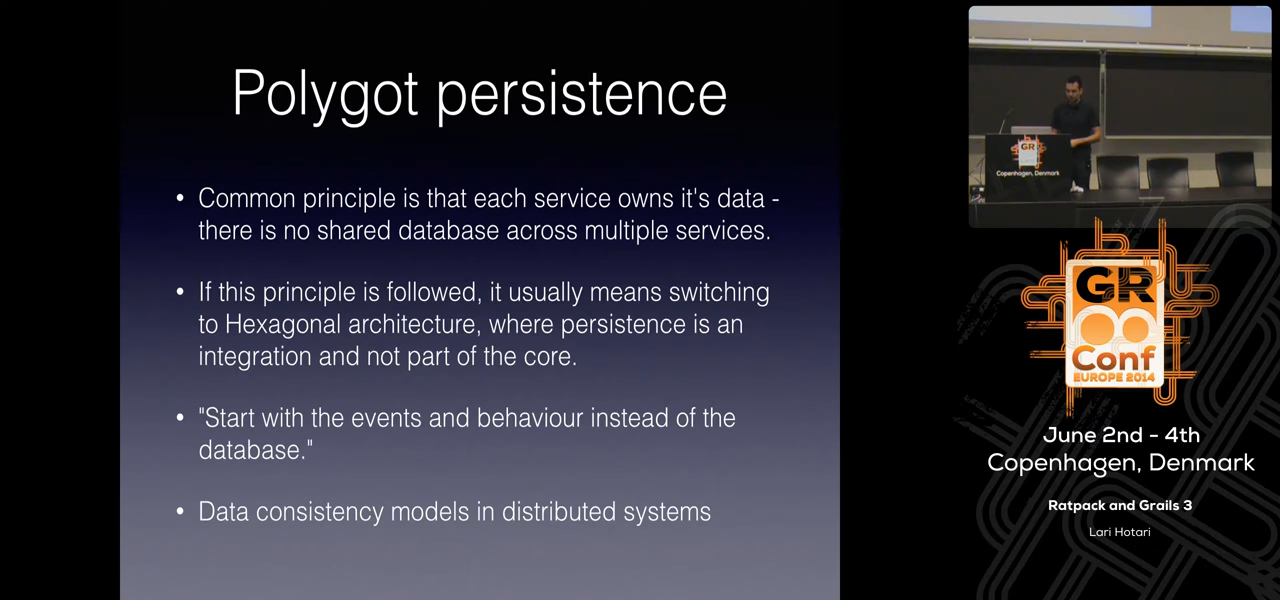 Polygot persistence
• Common principle is that each service owns it's data -
there is no shared database across multiple services.
• If this principle is followed, it usually means switching
to Hexagonal architecture, where persistence is an
integration and not part of the core.
• "Start with the events and behaviour instead of the
database."
• Data consistency models in distributed systems
GR
Copenhagen, Denmark
GR
Conf
EUROPE 2014
June 2nd - 4th
Copenhagen, Denmark
Ratpack and Grails 3
Lari Hotari